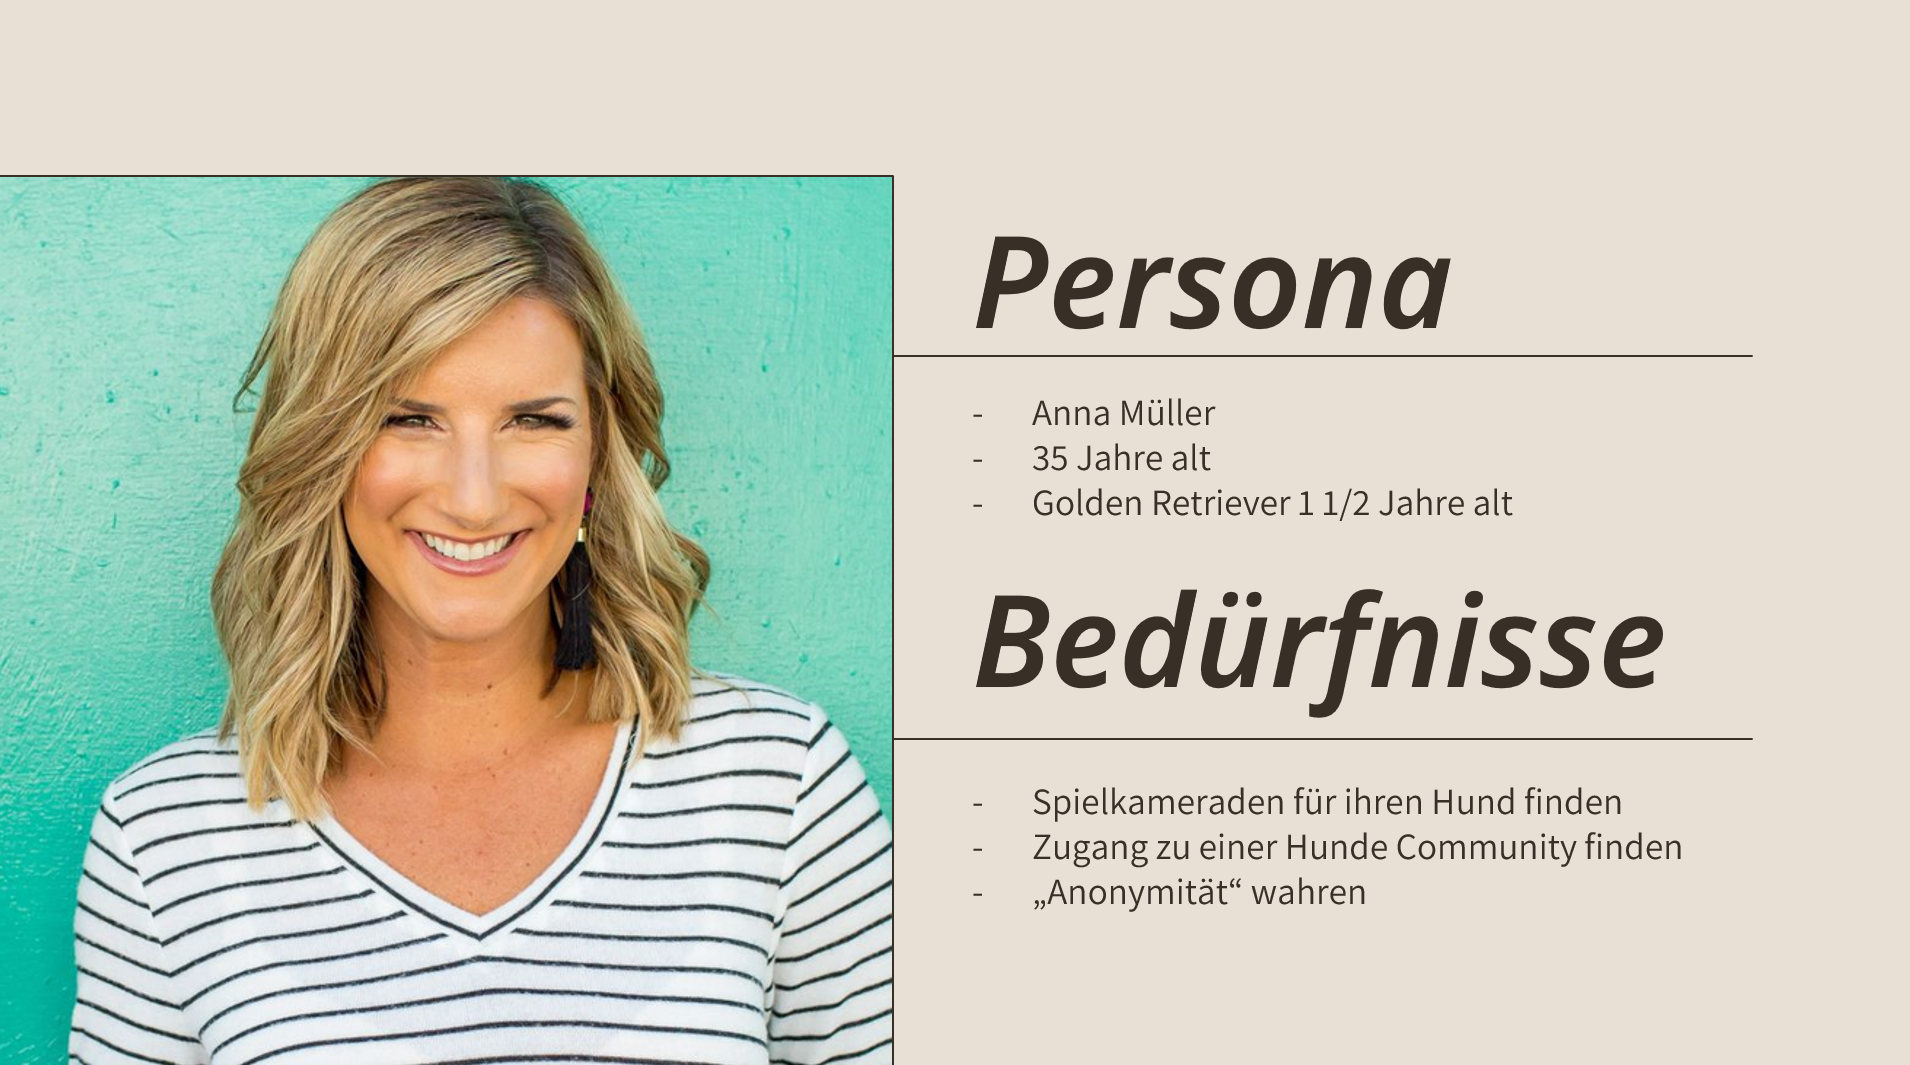 Persona
- Anna Müller
- 35 Jahre alt
- Golden Retriever 1 1/2 Jahre alt
Bedürfnisse
- Spielkameraden für ihren Hund finden
- Zugang zu einer Hunde Community finden
- „Anonymität“ wahren